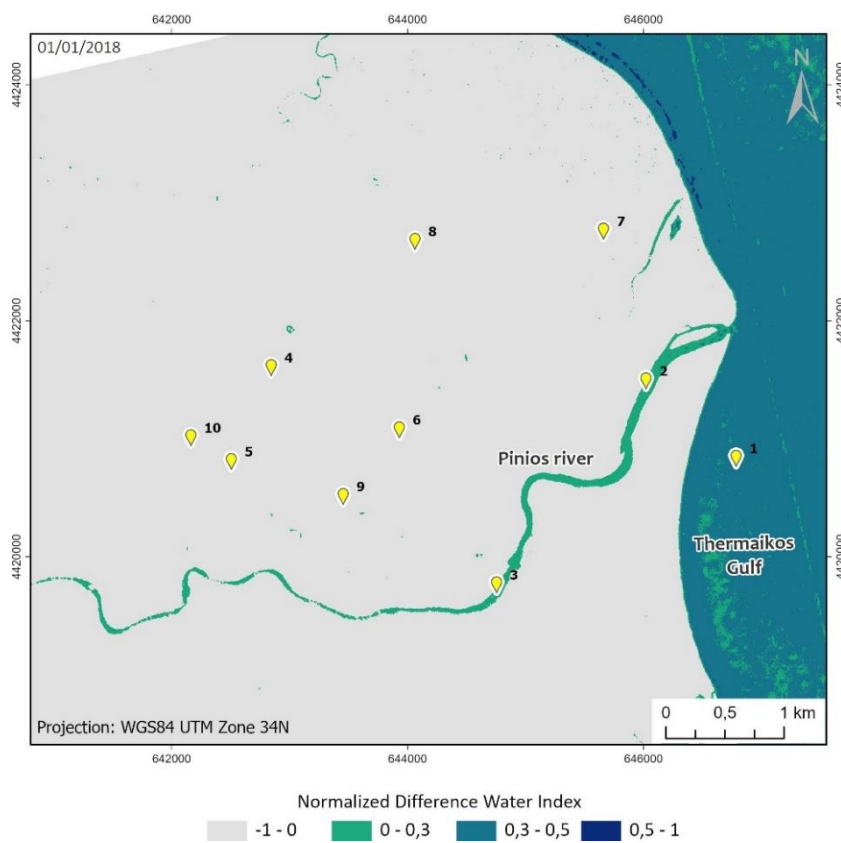 642000 644000 646000
01/01/2018
N
4424000 4424000
7
8
4422000 4422000
4
2
6
10
5
1
Pinios river
9
Thermaikos
Gulf
4420000 4420000
3
Projection: WGS84 UTM Zone 34N
0 0,5 1 km
642000 644000 646000
Normalized Difference Water Index
-1 - 0 0 - 0,3 0,3 - 0,5 0,5 - 1